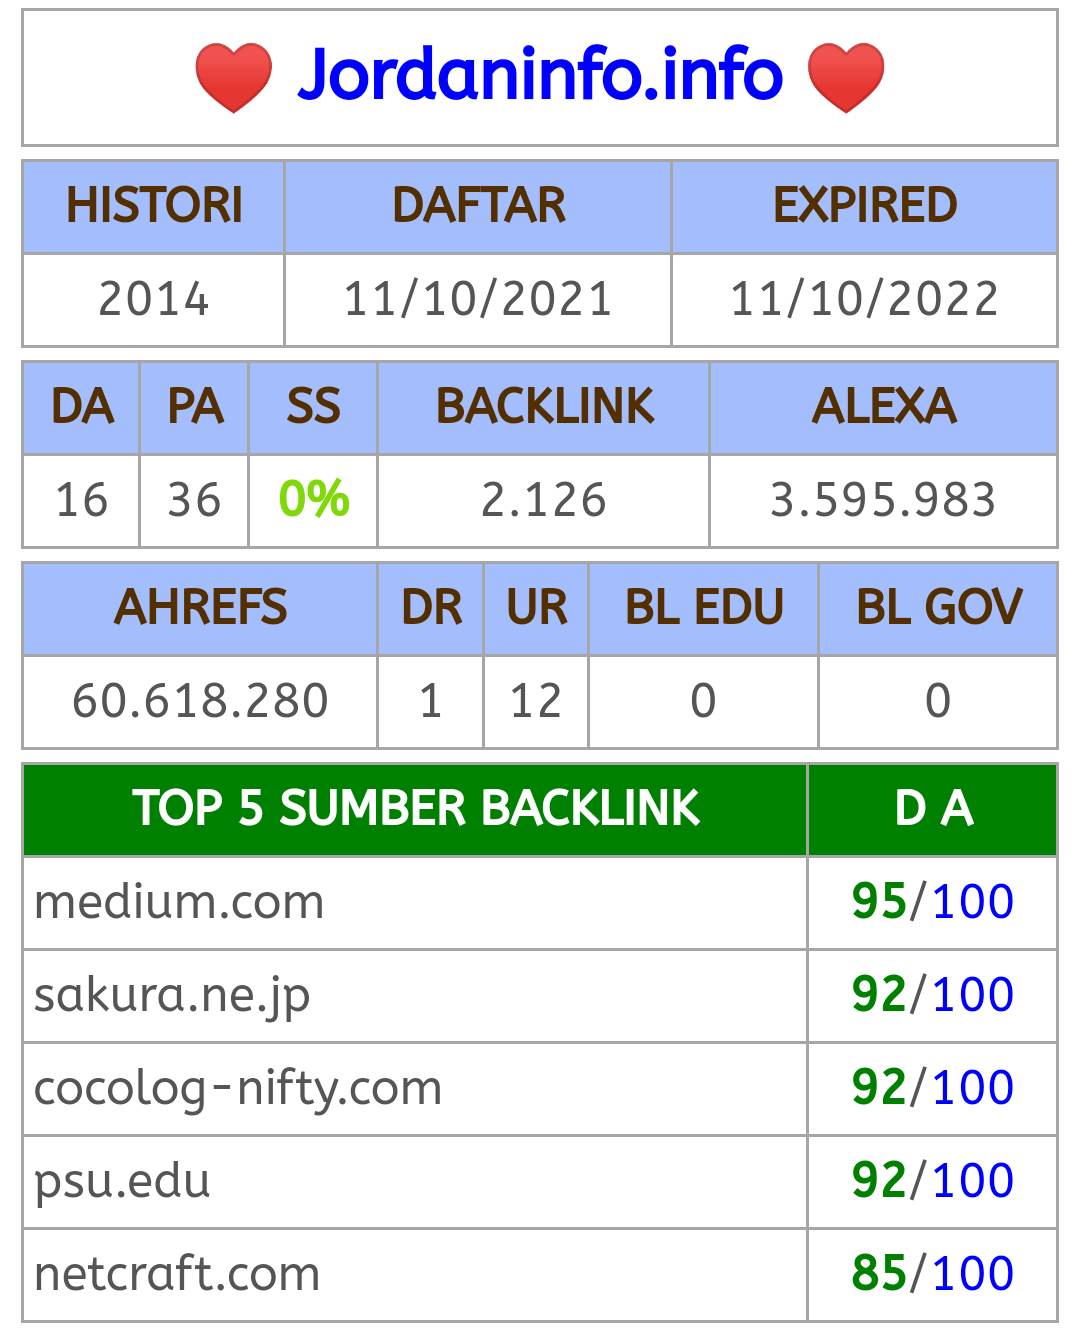 ❤️ Jordaninfo.info ❤️
HISTORI DAFTAR EXPIRED
2014 11/10/2021 11/10/2022
DA PA SS BACKLINK ALEXA
16 36 0% 2.126 3.595.983
AHREFS DR UR BL EDU BL GOV
60.618.280 1 12 0 0
TOP 5 SUMBER BACKLINK D A
medium.com 95/100
sakura.ne.jp 92/100
cocolog-nifty.com 92/100
psu.edu 92/100
netcraft.com 85/100